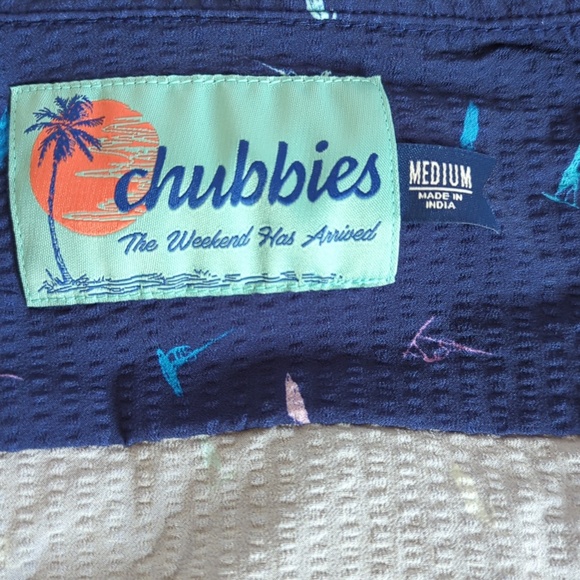 chubbies
The Weekend Has Arrived
MEDIUM
MADE IN
INDIA